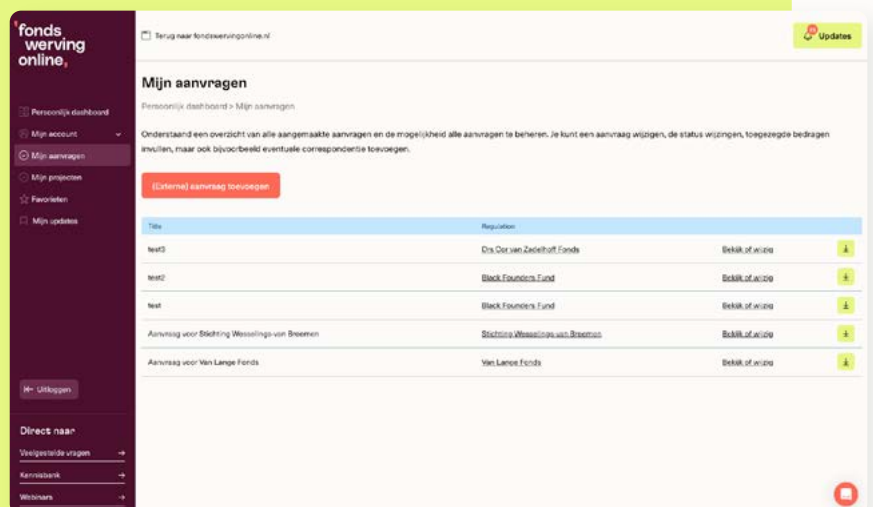 fonds
werving
online,
Persoonlijk dashboard
Mijn account
Mijn aanvragen
Mijn projecten
Favorieten
Mijn updates
Uitloggen
Direct naar
Veelgestelde vragen
Kennisbank
Webinars
Terug naar fondswervingonline.nl
Updates
Mijn aanvragen
Persoonlijk dashboard > Mijn aanvragen
Onderstaand een overzicht van alle aangemaakte aanvragen en de mogelijkheid alle aanvragen te beheren. Je kunt een aanvraag wijzigen, de status wijzingen, toegezegde bedragen
invullen, maar ook bijvoorbeeld eventuele correspondentie toevoegen.
(Externe) aanvraag toevoegen
Title Regulation
test3 Drs Cor van Zadelhoff Fonds Bekijk of wijzig
test2 Black Founders Fund Bekijk of wijzig
test Black Founders Fund Bekijk of wijzig
Aanvraag voor Stichting Wesselings-van Breemen Stichting Wesselings-van Breemen Bekijk of wijzig
Aanvraag voor Van Lange Fonds Van Lange Fonds Bekijk of wijzig